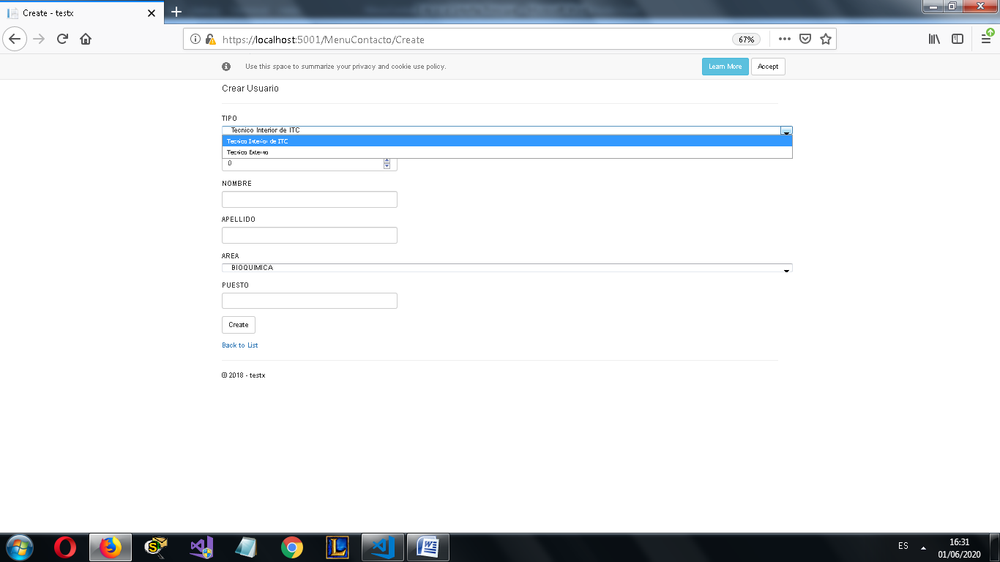 Create - testx
https://localhost:5001/MenuContacto/Create
67%
Use this space to summarize your privacy and cookie use policy.
Learn More
Accept
Crear Usuario
TIPO
Tecnico Interior de ITC
Tecnico Interior de ITC
Tecnico Externo
0
NOMBRE
APELLIDO
AREA
BIOQUIMICA
PUESTO
Create
Back to List
© 2018 - testx
ES
16:31
01/06/2020